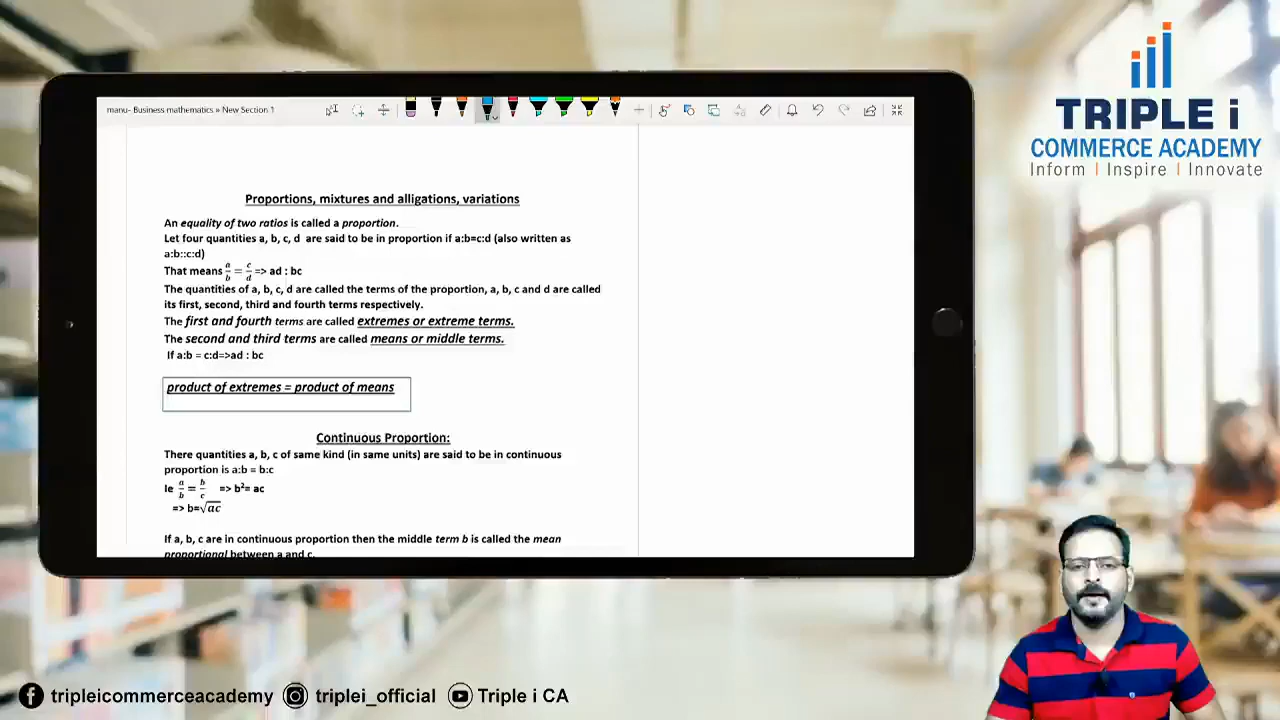 TRIPLE i
COMMERCE ACADEMY
Inform | Inspire | Innovate
manu- Business mathematics » New Section 1
Proportions, mixtures and alligations, variations
An equality of two ratios is called a proportion.
Let four quantities a, b, c, d are said to be in proportion if a:b=c:d (also written as
a:b::c:d)
That means a/b = c/d => ad : bc
The quantities of a, b, c, d are called the terms of the proportion, a, b, c and d are called
its first, second, third and fourth terms respectively.
The first and fourth terms are called extremes or extreme terms.
The second and third terms are called means or middle terms.
If a:b = c:d=>ad : bc
product of extremes = product of means
Continuous Proportion:
There quantities a, b, c of same kind (in same units) are said to be in continuous
proportion is a:b = b:c
Ie a/b = b/c => b²= ac
=> b=√ac
If a, b, c are in continuous proportion then the middle term b is called the mean
proportional between a and c.
tripleicommerceacademy triplei_official Triple i CA